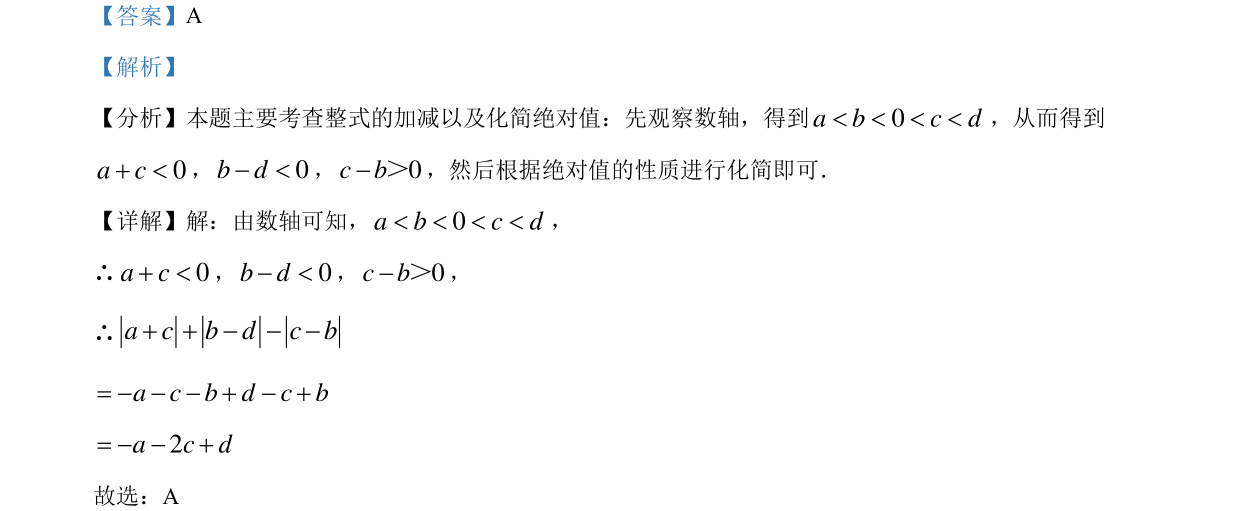 【答案】A
【解析】
【分析】本题主要考查整式的加减以及化简绝对值：先观察数轴，得到a<b<0<c<d，从而得到
a+c<0，b−d<0，c−b>0，然后根据绝对值的性质进行化简即可．
【详解】解：由数轴可知，a<b<0<c<d，
∴a+c<0，b−d<0，c−b>0，
∴|a+c|+|b−d|−|c−b|
=−a−c−b+d−c+b
=−a−2c+d
故选：A